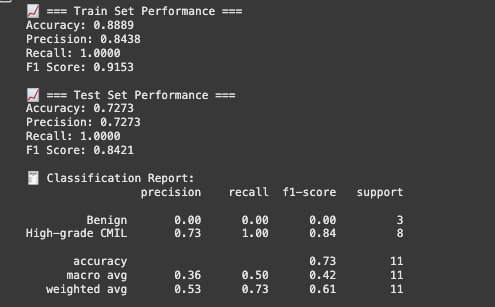 📈 === Train Set Performance ===
Accuracy: 0.8889
Precision: 0.8438
Recall: 1.0000
F1 Score: 0.9153
📈 === Test Set Performance ===
Accuracy: 0.7273
Precision: 0.7273
Recall: 1.0000
F1 Score: 0.8421
🧾 Classification Report:
precision recall f1-score support
Benign 0.00 0.00 0.00 3
High-grade CMIL 0.73 1.00 0.84 8
accuracy 0.73 11
macro avg 0.36 0.50 0.42 11
weighted avg 0.53 0.73 0.61 11